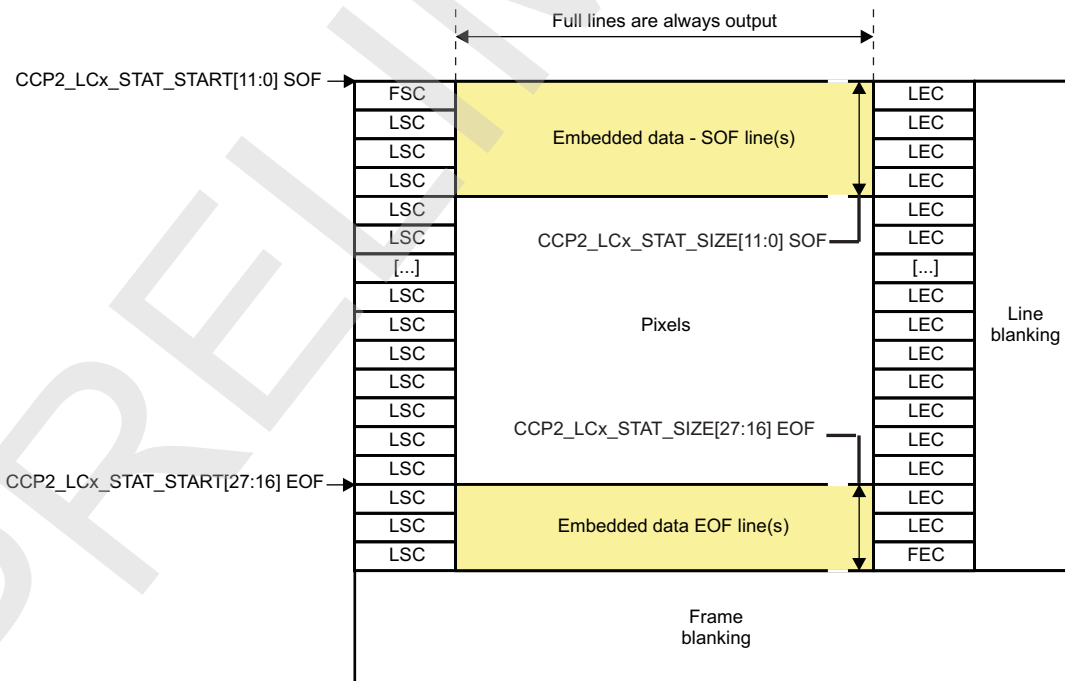 Full lines are always output
CCP2_LCx_STAT_START[11:0] SOF
FSC
LEC
LSC
Embedded data - SOF line(s)
LEC
LSC
LEC
LSC
LEC
LSC
LEC
LSC
CCP2_LCx_STAT_SIZE[11:0] SOF
LEC
[...]
[...]
LSC
LEC
LSC
Pixels
LEC
Line
blanking
LSC
LEC
LSC
LEC
LSC
LEC
LSC
CCP2_LCx_STAT_SIZE[27:16] EOF
LEC
LSC
LEC
CCP2_LCx_STAT_START[27:16] EOF
LSC
LEC
LSC
Embedded data EOF line(s)
LEC
LSC
FEC
Frame
blanking
PRELIM